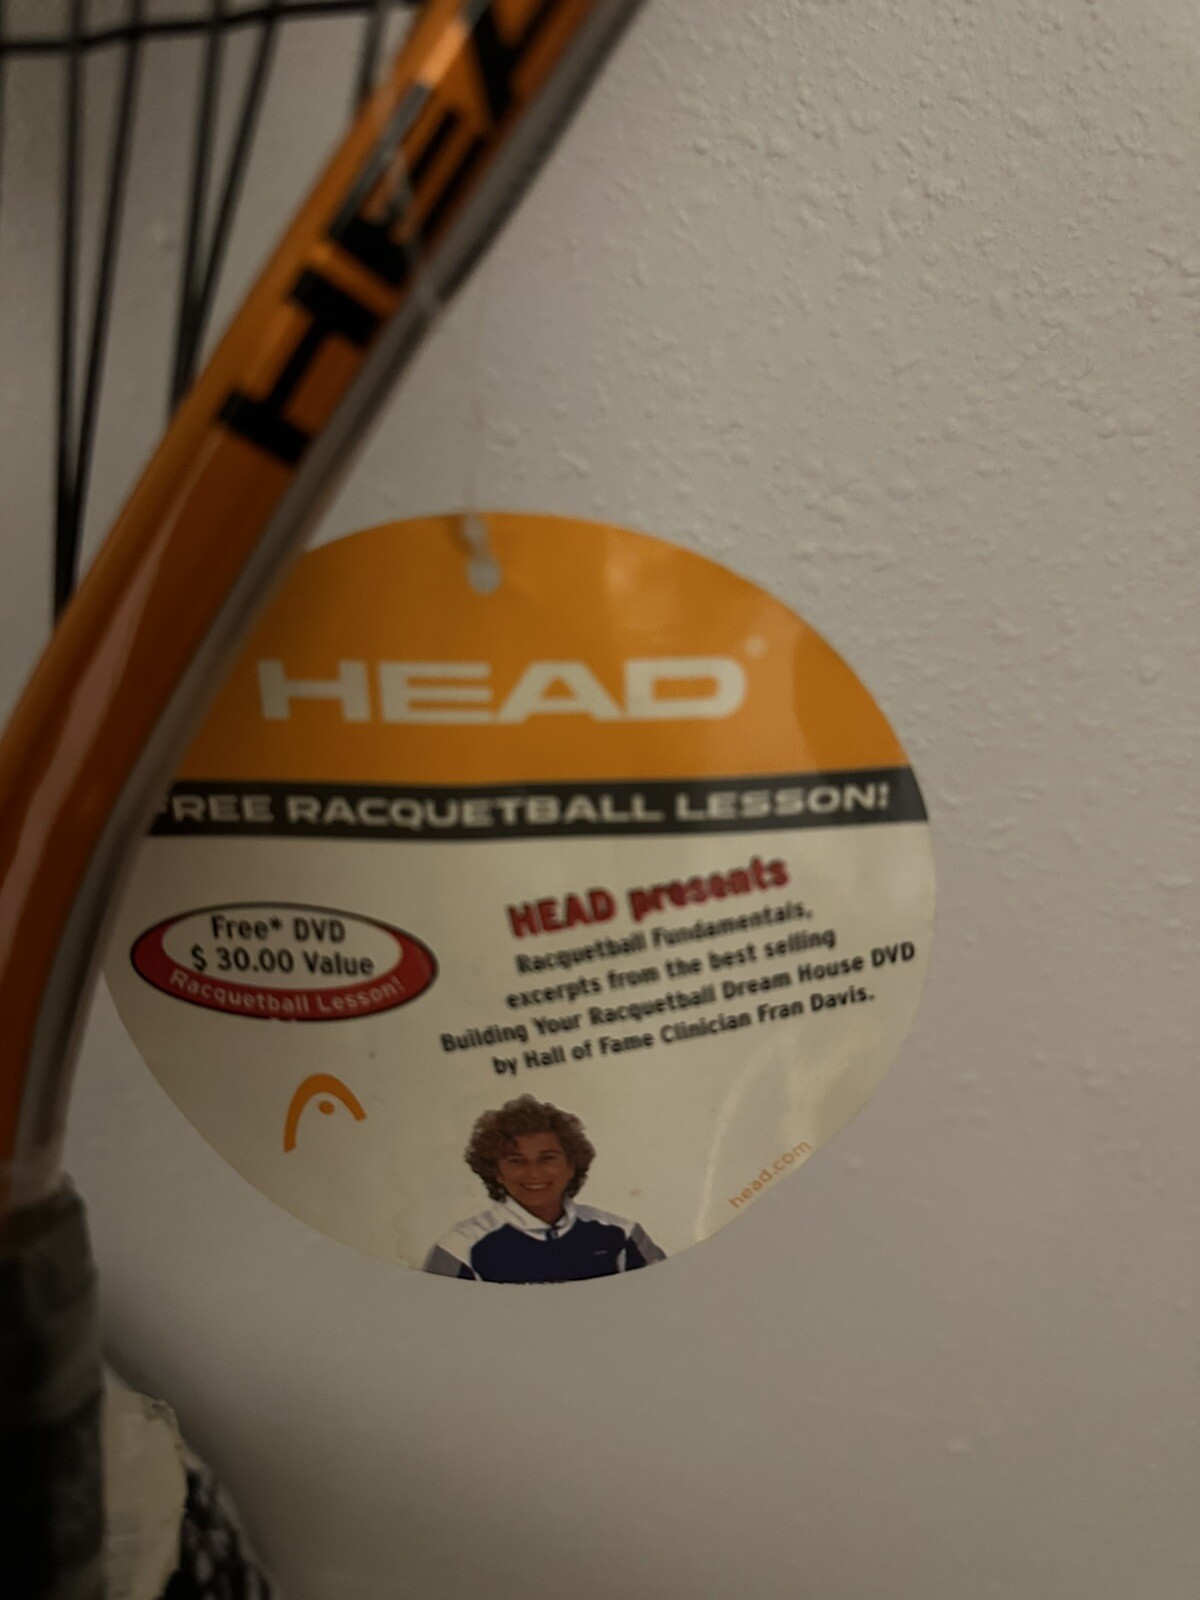 HEAD
HEAD®
FREE RACQUETBALL LESSON!
Free* DVD
$ 30.00 Value
Racquetball Lesson!
HEAD presents
Racquetball Fundamentals,
excerpts from the best selling
Building Your Racquetball Dream House DVD
by Hall of Fame Clinician Fran Davis.
head.com